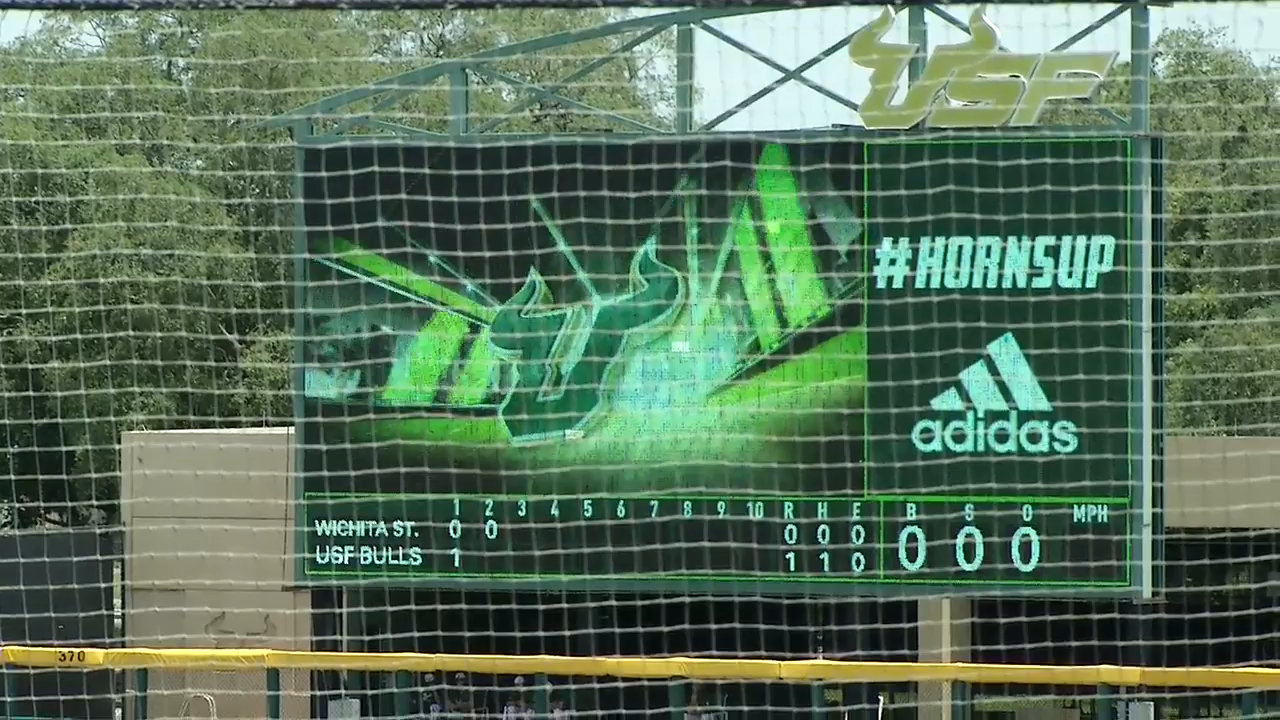 USF
#HORNSUP
adidas
1 2 3 4 5 6 7 8 9 10 R H E B S O MPH
WICHITA ST. 0 0 0 0 0 0 0 0
USF BULLS 1 1 1 0
370